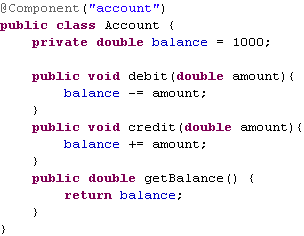 @Component("account")
public class Account {
    private double balance = 1000;

    public void debit(double amount){
        balance -= amount;
    }
    public void credit(double amount){
        balance += amount;
    }
    public double getBalance() {
        return balance;
    }
}